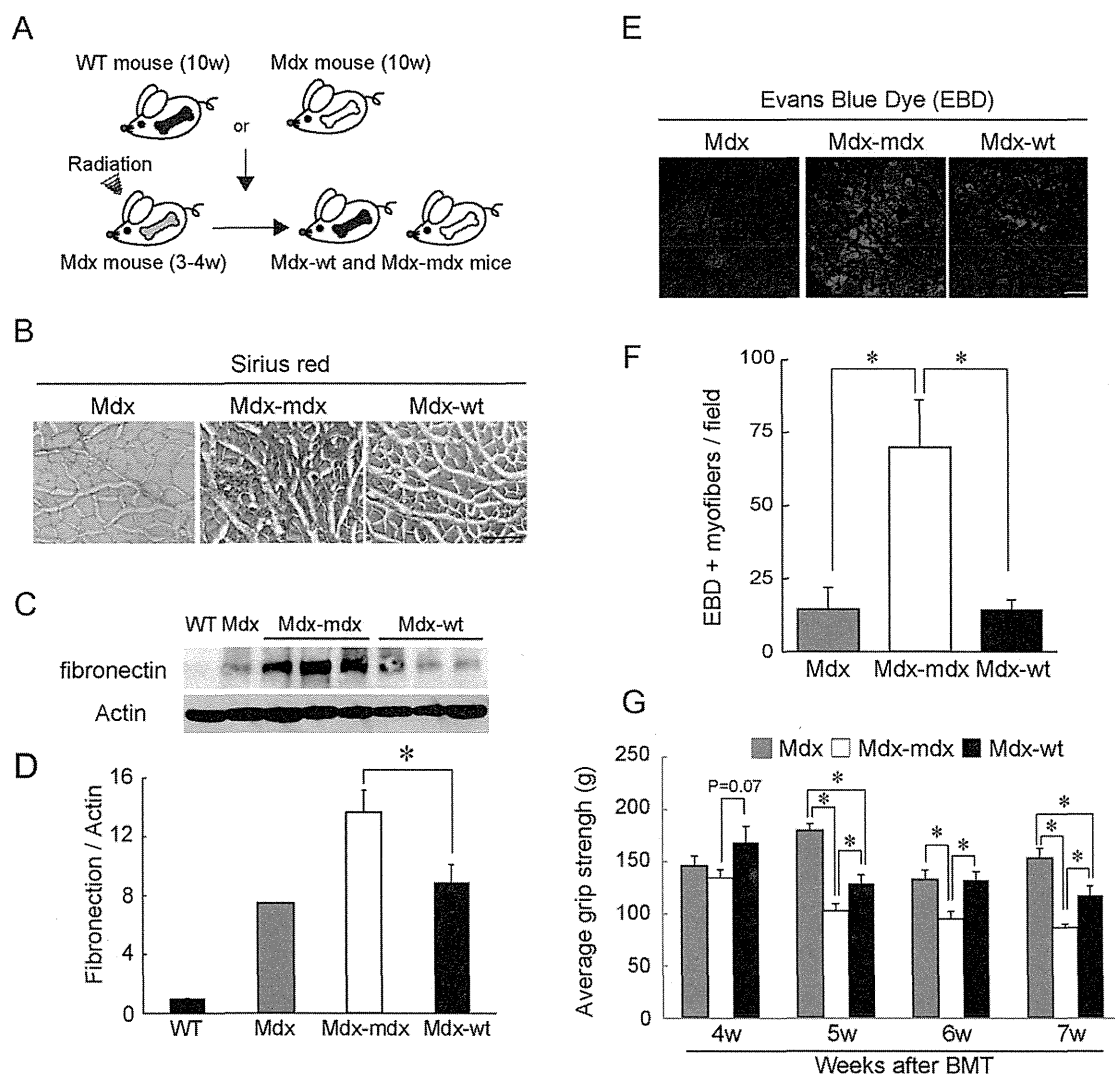 A
WT mouse (10w) Mdx mouse (10w)
or
Radiation
Mdx mouse (3-4w) Mdx-wt and Mdx-mdx mice
B
Sirius red
Mdx Mdx-mdx Mdx-wt
C
WT Mdx Mdx-mdx Mdx-wt
fibronectin
Actin
D
*
Fibronection / Actin
16
12
8
4
0
WT Mdx Mdx-mdx Mdx-wt
E
Evans Blue Dye (EBD)
Mdx Mdx-mdx Mdx-wt
F
* *
EBD + myofibers / field
100
75
50
25
0
Mdx Mdx-mdx Mdx-wt
G
Mdx Mdx-mdx Mdx-wt
Average grip strengh (g)
250
200
150
100
50
0
P=0.07
* * *
* *
* * *
4w 5w 6w 7w
Weeks after BMT